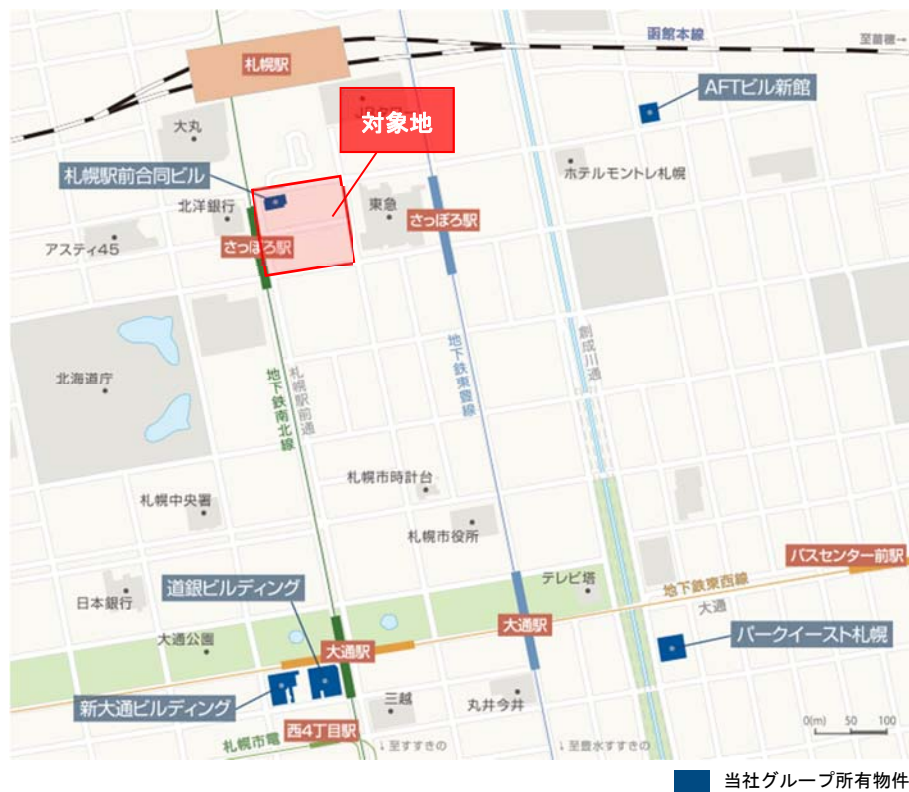 函館本線
至苗穂→
札幌駅
AFTビル新館
JRタワー
対象地
大丸
札幌駅前合同ビル
ホテルモントレ札幌
北洋銀行
東急
さっぽろ駅
アスティ45
さっぽろ駅
創成川通
地下鉄東豊線
北海道庁
地下鉄南北線
札幌駅前通
札幌市時計台
札幌中央署
札幌市役所
バスセンター前駅
テレビ塔
地下鉄東西線
道銀ビルディング
日本銀行
大通
大通駅
大通公園
大通駅
パークイースト札幌
新大通ビルディング
三越
丸井今井
西4丁目駅
札幌市電
↓至すすきの
↓至豊水すすきの
0(m) 50 100
当社グループ所有物件